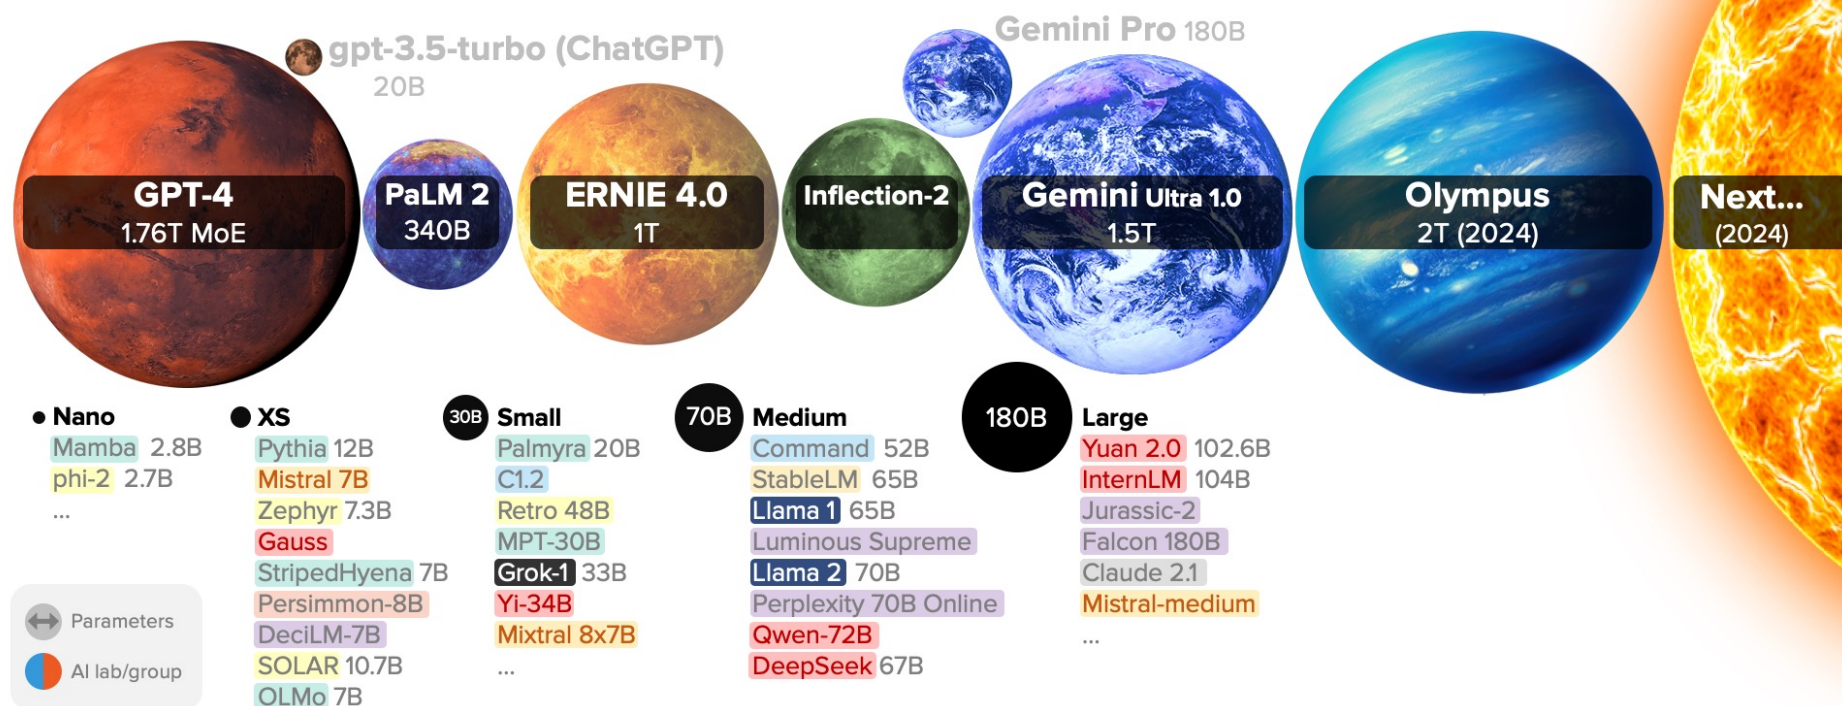 gpt-3.5-turbo (ChatGPT)
20B
Gemini Pro 180B
GPT-4
1.76T MoE
PaLM 2
340B
ERNIE 4.0
1T
Inflection-2
Gemini Ultra 1.0
1.5T
Olympus
2T (2024)
Next...
(2024)
Nano
Mamba 2.8B
phi-2 2.7B
...
XS
Pythia 12B
Mistral 7B
Zephyr 7.3B
Gauss
StripedHyena 7B
Persimmon-8B
DeciLM-7B
SOLAR 10.7B
OLMo 7B
30B Small
Palmyra 20B
C1.2
Retro 48B
MPT-30B
Grok-1 33B
Yi-34B
Mixtral 8x7B
...
70B Medium
Command 52B
StableLM 65B
Llama 1 65B
Luminous Supreme
Llama 2 70B
Perplexity 70B Online
Qwen-72B
DeepSeek 67B
180B Large
Yuan 2.0 102.6B
InternLM 104B
Jurassic-2
Falcon 180B
Claude 2.1
Mistral-medium
...
Parameters
AI lab/group